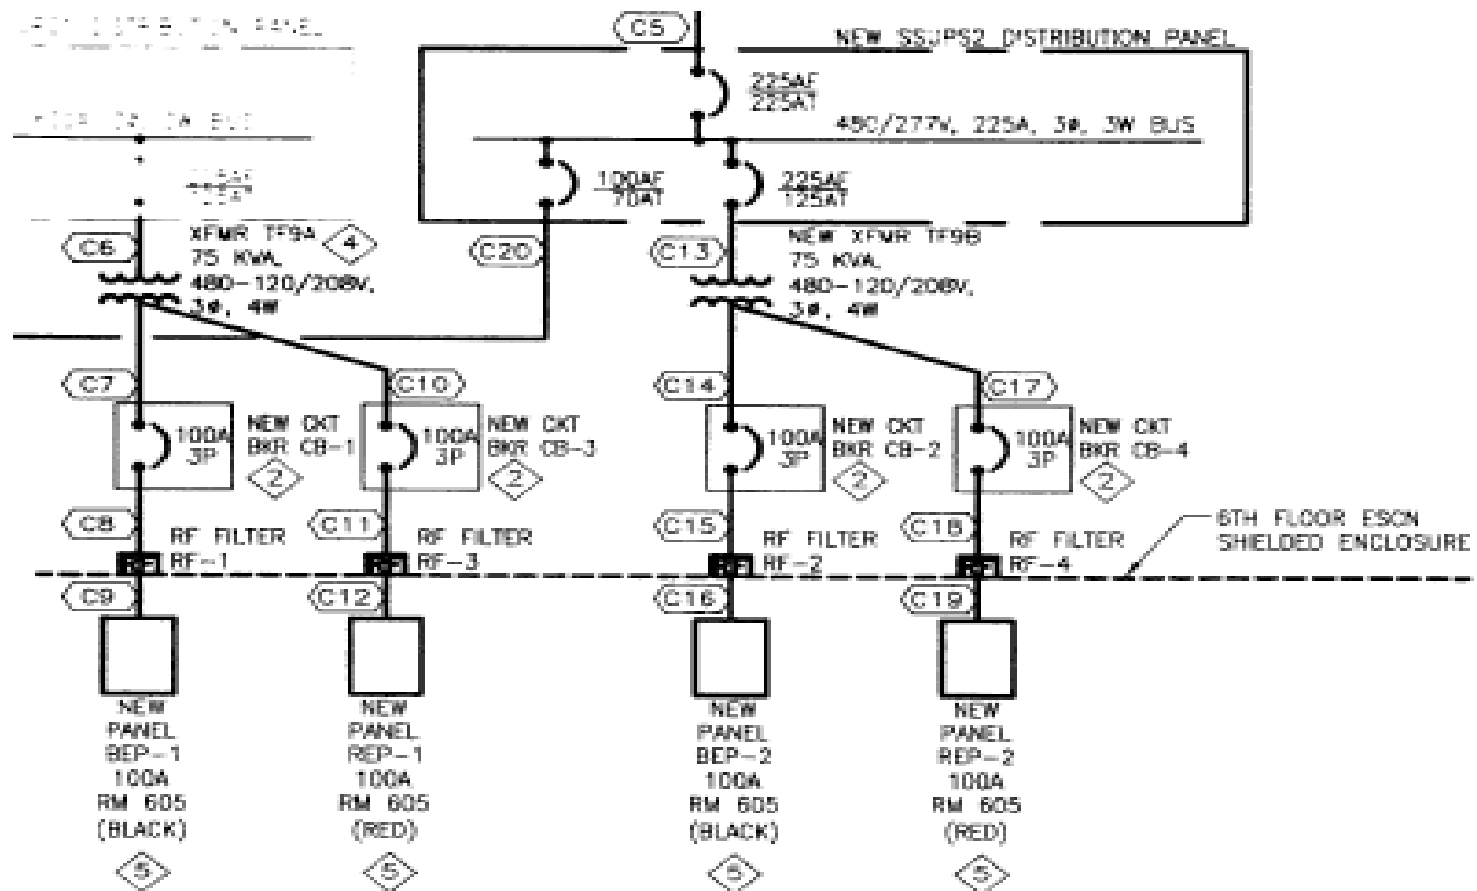 DISTRIBUTION PANEL
C5
NEW SSUPS2 DISTRIBUTION PANEL
225AF
225AT
BUS
480/277V, 225A, 3ø, 3W BUS
100AF
70AT
225AF
125AT
C6
XFMR TF9A
4
75 KVA,
480-120/208V,
3ø, 4W
C20
C13
NEW XFMR TF9B
75 KVA,
480-120/208V,
3ø, 4W
C7
C10
C14
C17
100A
3P
NEW CKT
BKR CB-1
2
100A
3P
NEW CKT
BKR CB-3
2
100A
3P
NEW CKT
BKR CB-2
2
100A
3P
NEW CKT
BKR CB-4
2
C8
RF FILTER
RF-1
C11
RF FILTER
RF-3
C15
RF FILTER
RF-2
C18
RF FILTER
RF-4
6TH FLOOR ESCN
SHIELDED ENCLOSURE
C9
C12
C16
C19
NEW
PANEL
BEP-1
100A
RM 605
(BLACK)
5
NEW
PANEL
REP-1
100A
RM 605
(RED)
5
NEW
PANEL
BEP-2
100A
RM 605
(BLACK)
5
NEW
PANEL
REP-2
100A
RM 605
(RED)
5